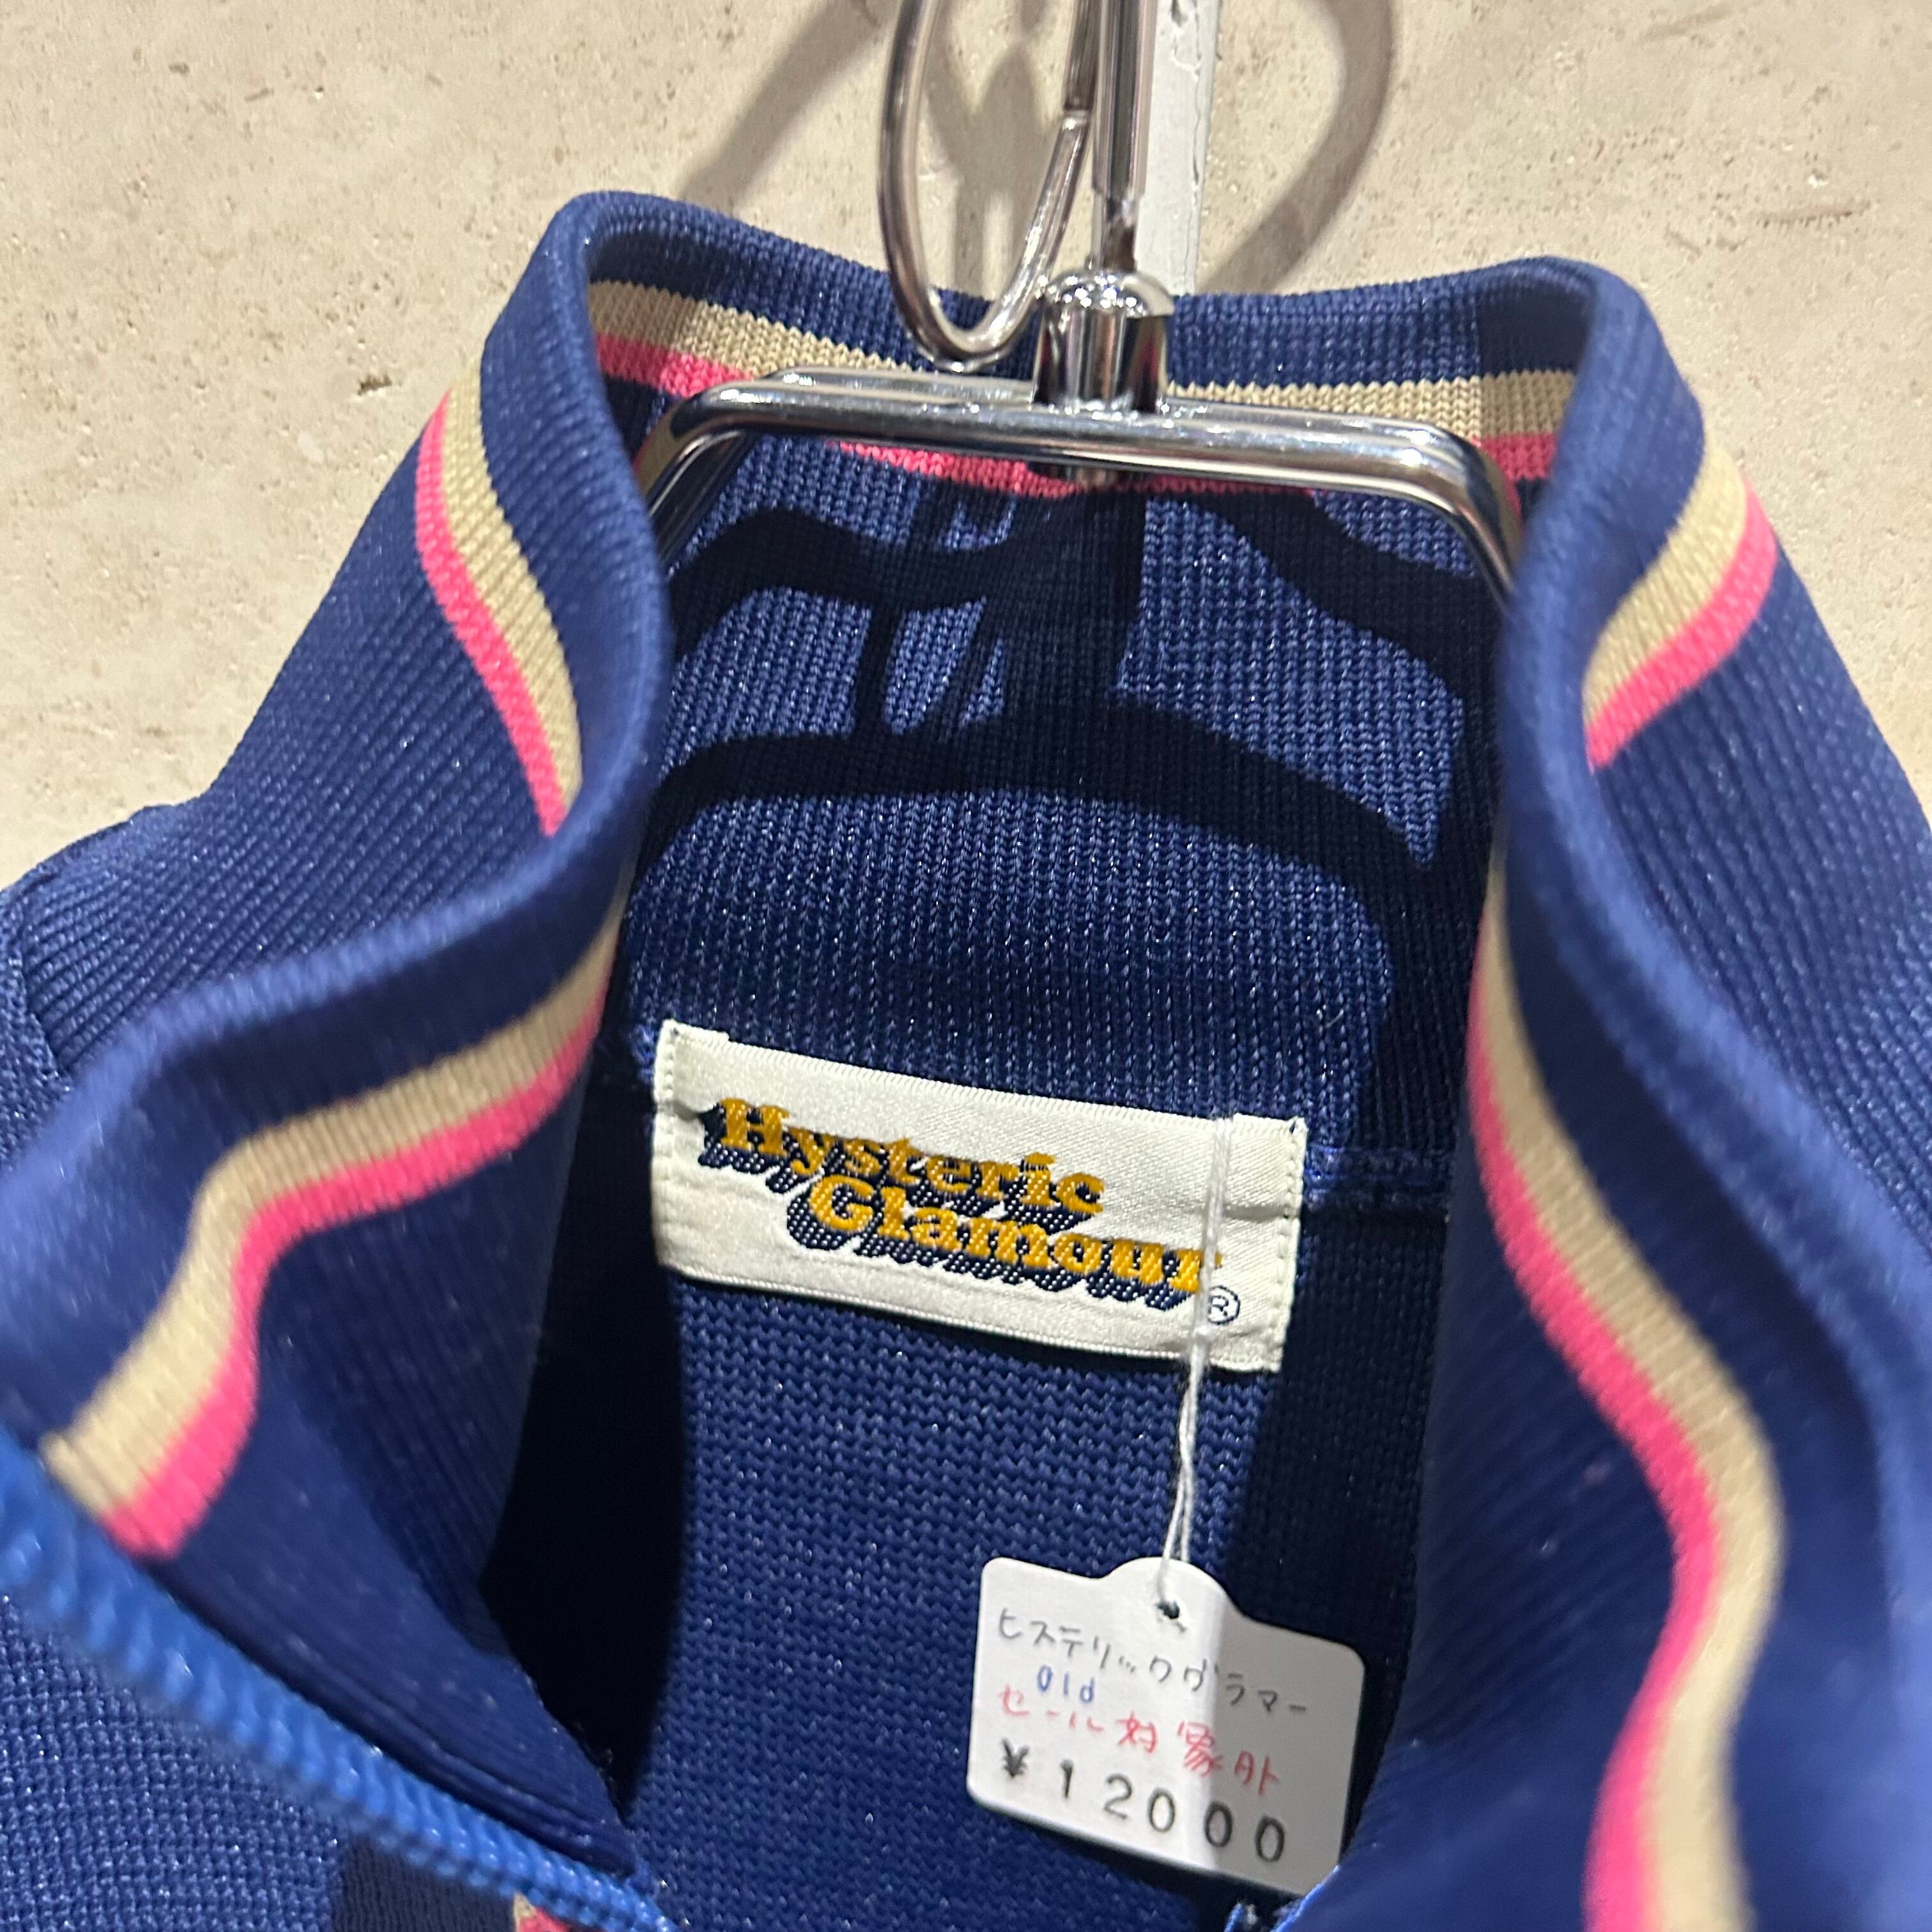 Hysteric
Glamour
®
ヒステリックグラマー
Old
セール対象外
¥12000